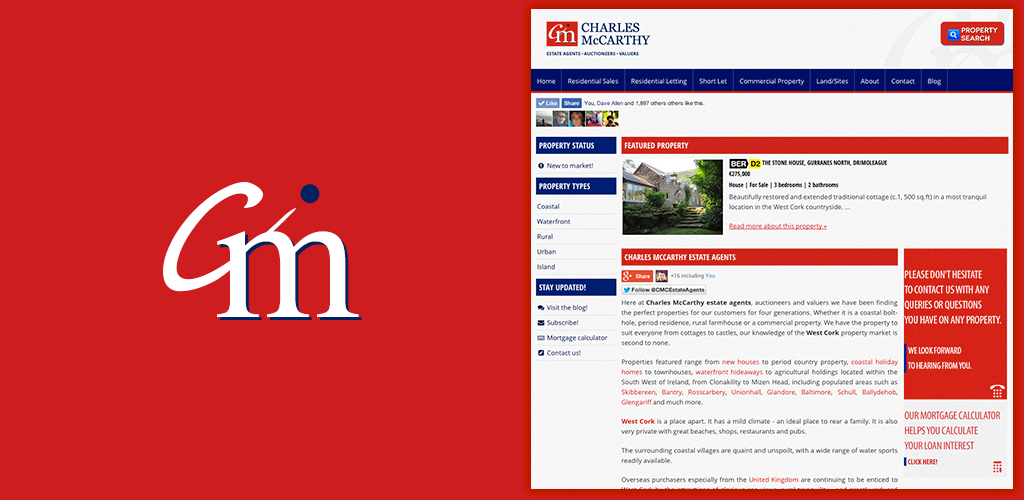 Cm
Cm CHARLES
McCARTHY
ESTATE AGENTS • AUCTIONEERS • VALUERS
PROPERTY
SEARCH
Home Residential Sales Residential Letting Short Let Commercial Property Land/Sites About Contact Blog
Like Share You, Dave Allen and 1,897 others others like this.
PROPERTY STATUS
New to market!
PROPERTY TYPES
Coastal
Waterfront
Rural
Urban
Island
STAY UPDATED!
Visit the blog!
Subscribe!
Mortgage calculator
Contact us!
FEATURED PROPERTY
BER D2 THE STONE HOUSE, GURRANES NORTH, DRIMOLEAGUE
€275,000
House | For Sale | 3 bedrooms | 2 bathrooms
Beautifully restored and extended traditional cottage (c.1, 500 sq.ft) in a most tranquil
location in the West Cork countryside. ...
Read more about this property »
CHARLES MCCARTHY ESTATE AGENTS
Share +16 including You
Follow @CMCEstateAgents
Here at Charles McCarthy estate agents, auctioneers and valuers we have been finding
the perfect properties for our customers for four generations. Whether it is a coastal bolt-
hole, period residence, rural farmhouse or a commercial property. We have the property to
suit everyone from cottages to castles, our knowledge of the West Cork property market is
second to none.
Properties featured range from new houses to period country property, coastal holiday
homes to townhouses, waterfront hideaways to agricultural holdings located within the
South West of Ireland, from Clonakility to Mizen Head, including populated areas such as
Skibbereen, Bantry, Rosscarbery, Unionhall, Glandore, Baltimore, Schull, Ballydehob,
Glengariff and much more.
West Cork is a place apart. It has a mild climate - an ideal place to rear a family. It is also
very private with great beaches, shops, restaurants and pubs.
The surrounding coastal villages are quaint and unspoilt, with a wide range of water sports
readily available.
Overseas purchasers especially from the United Kingdom are continuing to be enticed to
PLEASE DON'T HESITATE
TO CONTACT US WITH ANY
QUERIES OR QUESTIONS
YOU HAVE ON ANY PROPERTY.
WE LOOK FORWARD
TO HEARING FROM YOU.
OUR MORTGAGE CALCULATOR
HELPS YOU CALCULATE
YOUR LOAN INTEREST
CLICK HERE!